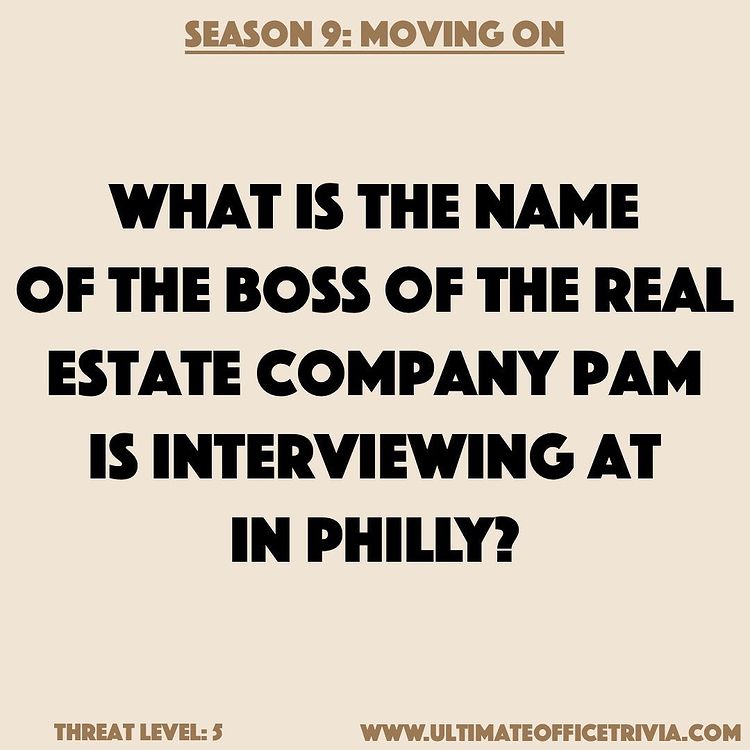 SEASON 9: MOVING ON
WHAT IS THE NAME
OF THE BOSS OF THE REAL
ESTATE COMPANY PAM
IS INTERVIEWING AT
IN PHILLY?
THREAT LEVEL: 5
WWW.ULTIMATEOFFICETRIVIA.COM